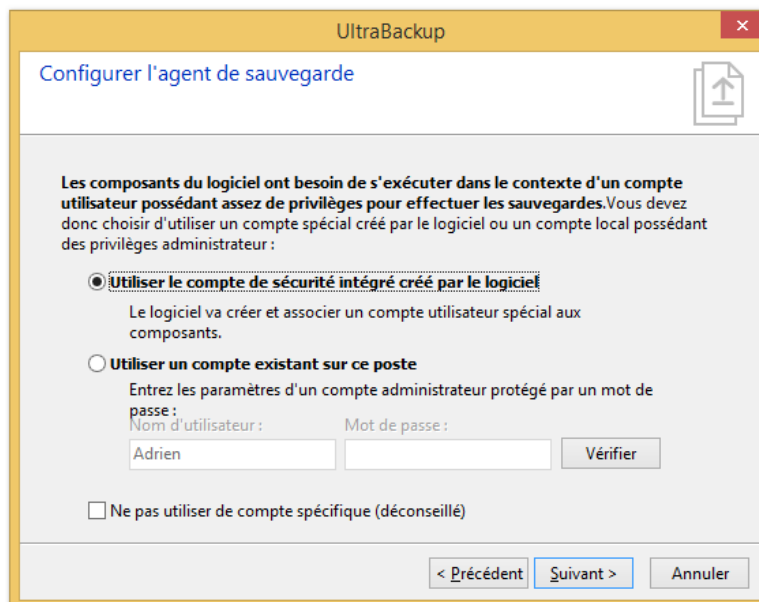 UltraBackup
Configurer l'agent de sauvegarde
Les composants du logiciel ont besoin de s'exécuter dans le contexte d'un compte
utilisateur possédant assez de privilèges pour effectuer les sauvegardes.Vous devez
donc choisir d'utiliser un compte spécial créé par le logiciel ou un compte local possédant
des privilèges administrateur :
Utiliser le compte de sécurité intégré créé par le logiciel
Le logiciel va créer et associer un compte utilisateur spécial aux
composants.
Utiliser un compte existant sur ce poste
Entrez les paramètres d'un compte administrateur protégé par un mot de
passe :
Nom d'utilisateur : Mot de passe :
Adrien Vérifier
Ne pas utiliser de compte spécifique (déconseillé)
< Précédent Suivant > Annuler